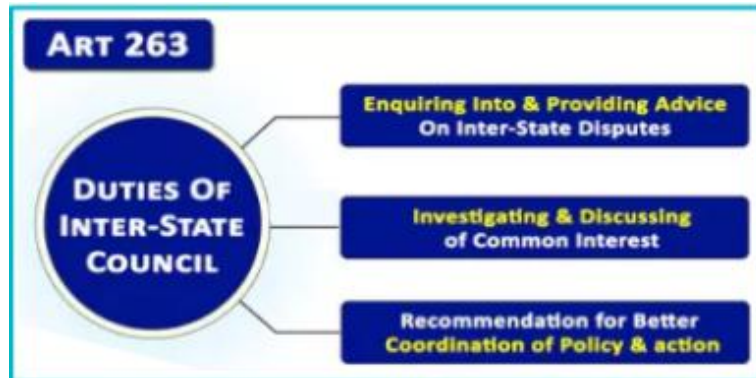 ART 263
DUTIES OF
INTER-STATE
COUNCIL
Enquiring Into & Providing Advice
On Inter-State Disputes
Investigating & Discussing
of Common Interest
Recommendation for Better
Coordination of Policy & action